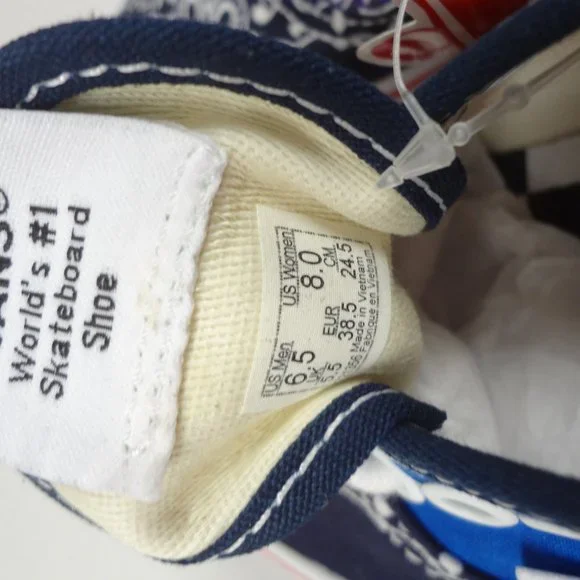 World's #1
Skateboard
Shoe
US Men US Women
6.5 8.0
UK EUR CM
5.5 38.5 24.5
Made in Vietnam
Fabriqué en Vietnam